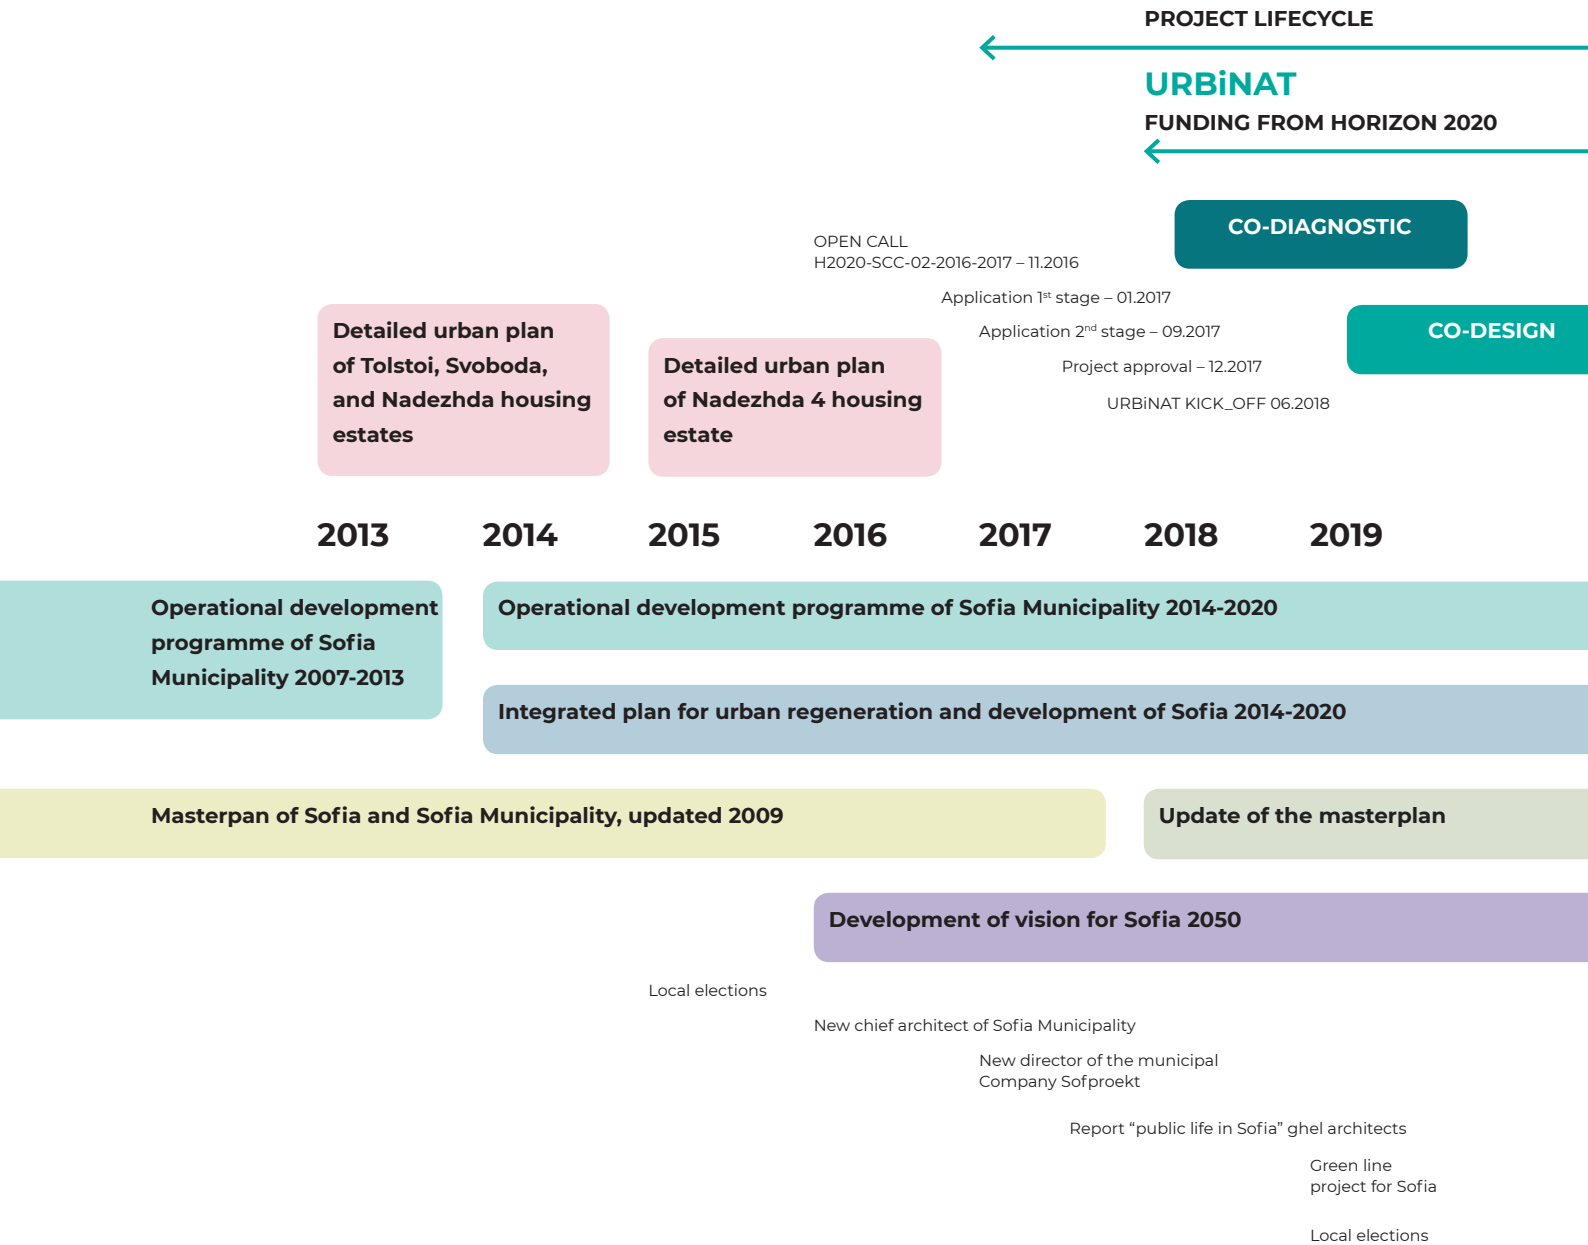 PROJECT LIFECYCLE
URBiNAT
FUNDING FROM HORIZON 2020
CO-DIAGNOSTIC
OPEN CALL
H2020-SCC-02-2016-2017 – 11.2016
Application 1st stage – 01.2017
Application 2nd stage – 09.2017
Project approval – 12.2017
URBiNAT KICK_OFF 06.2018
CO-DESIGN
Detailed urban plan
of Tolstoi, Svoboda,
and Nadezhda housing
estates
Detailed urban plan
of Nadezhda 4 housing
estate
2013 2014 2015 2016 2017 2018 2019
Operational development
programme of Sofia
Municipality 2007-2013
Operational development programme of Sofia Municipality 2014-2020
Integrated plan for urban regeneration and development of Sofia 2014-2020
Masterpan of Sofia and Sofia Municipality, updated 2009
Update of the masterplan
Development of vision for Sofia 2050
Local elections
New chief architect of Sofia Municipality
New director of the municipal
Company Sofproekt
Report “public life in Sofia” ghel architects
Green line
project for Sofia
Local elections